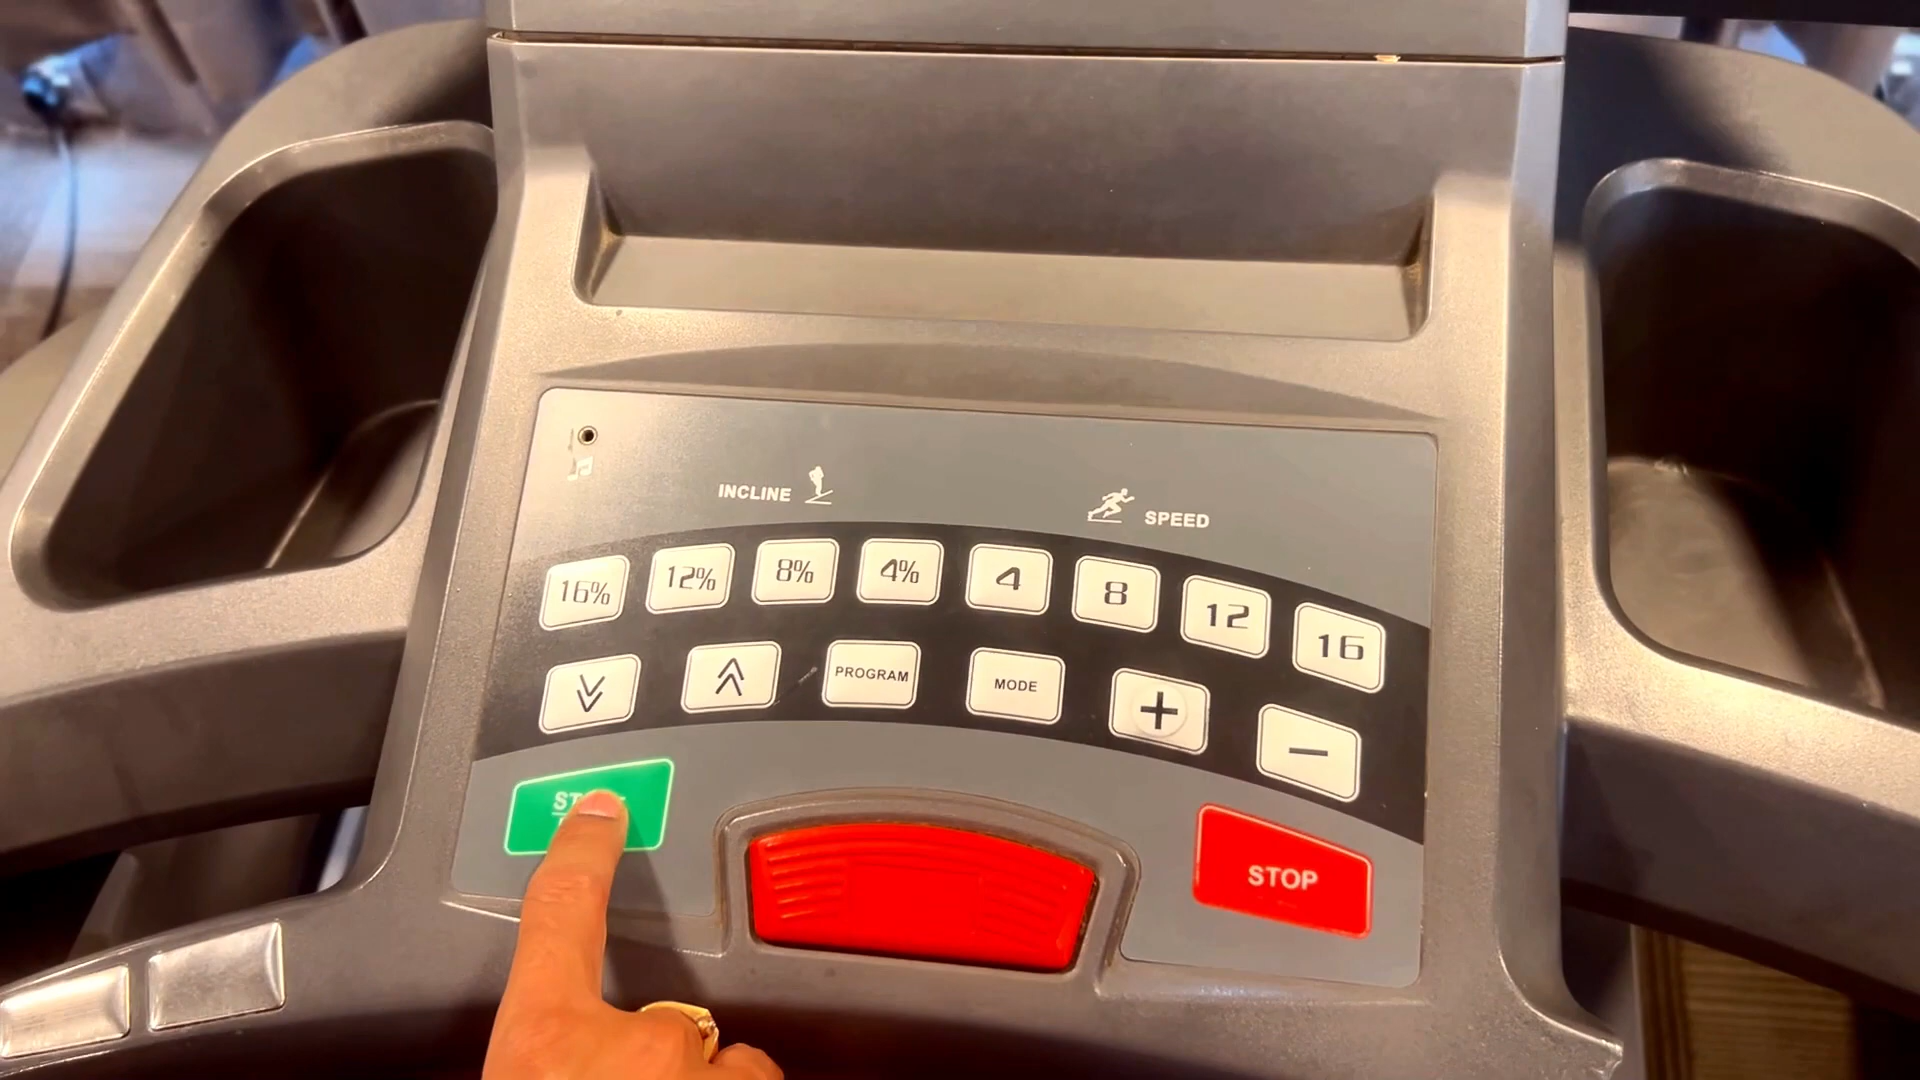 INCLINE
SPEED
16% 12% 8% 4% 4 8 12 16
PROGRAM MODE + −
STOP